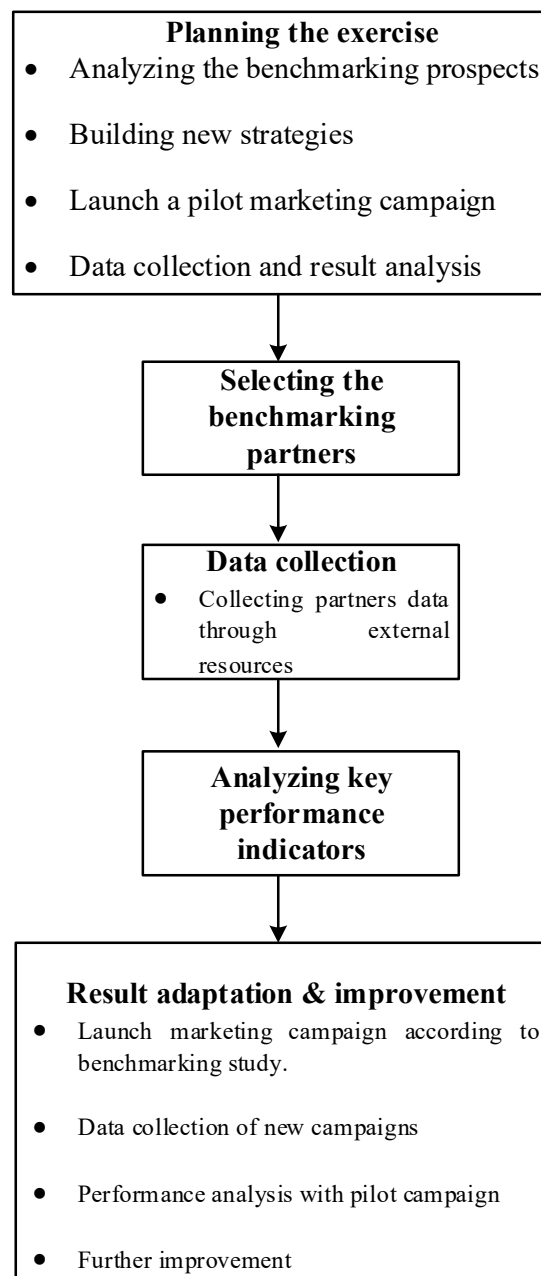 Planning the exercise
• Analyzing the benchmarking prospects
• Building new strategies
• Launch a pilot marketing campaign
• Data collection and result analysis
Selecting the
benchmarking
partners
Data collection
• Collecting partners data
through external
resources
Analyzing key
performance
indicators
Result adaptation & improvement
• Launch marketing campaign according to
benchmarking study.
• Data collection of new campaigns
• Performance analysis with pilot campaign
• Further improvement